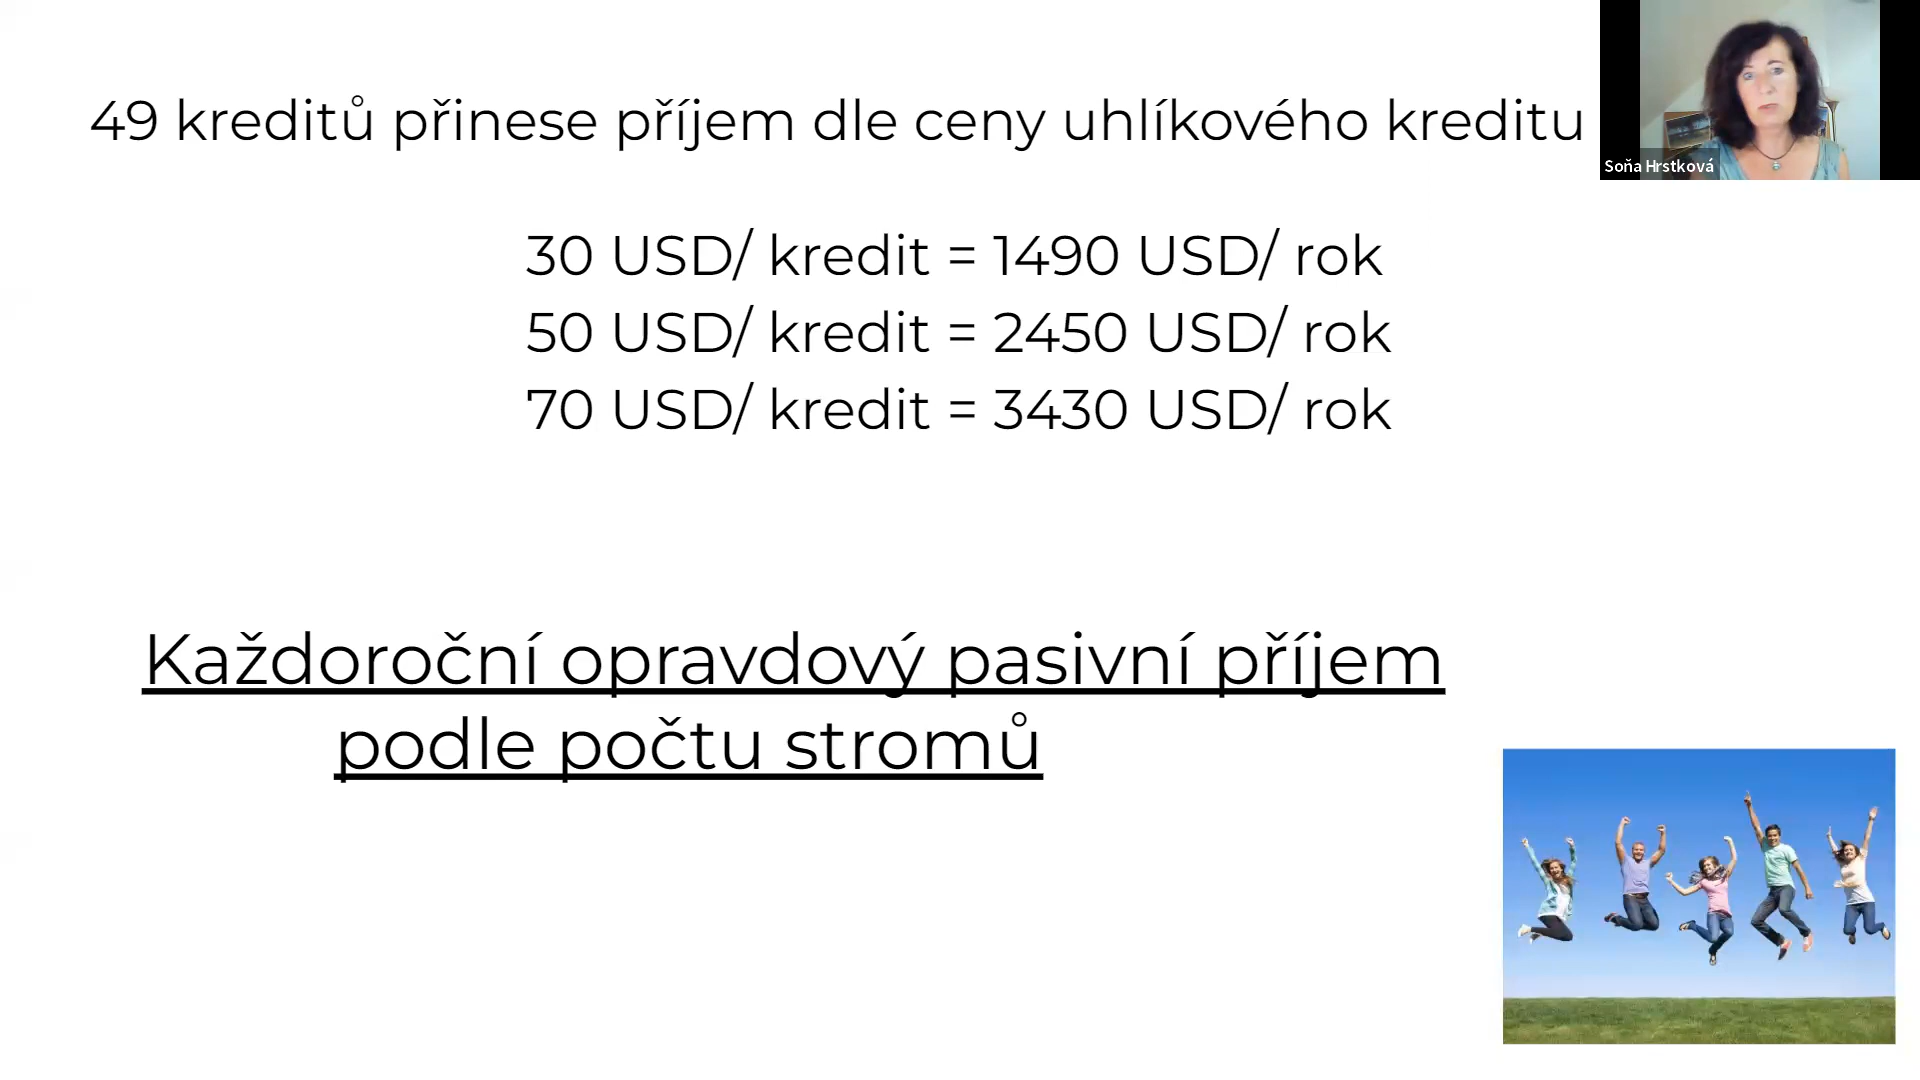 49 kreditů přinese příjem dle ceny uhlíkového kreditu
Soňa Hrstková
30 USD/ kredit = 1490 USD/ rok
50 USD/ kredit = 2450 USD/ rok
70 USD/ kredit = 3430 USD/ rok
Každoroční opravdový pasivní příjem
podle počtu stromů